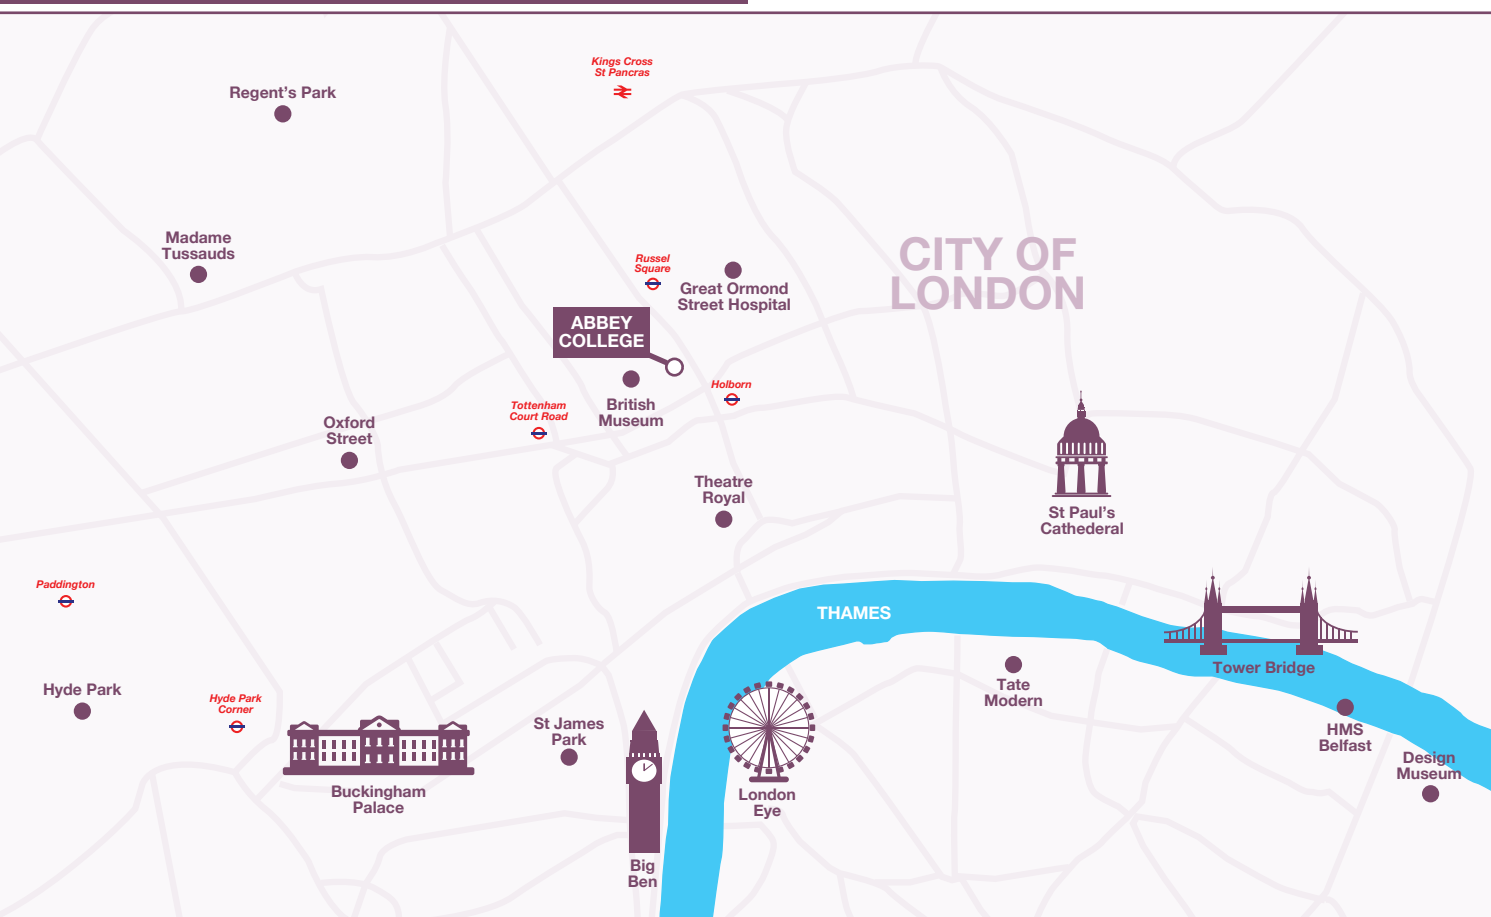 Kings Cross
St Pancras
Regent's Park
Madame
Tussauds
Russel
Square
Great Ormond
Street Hospital
CITY OF
LONDON
ABBEY
COLLEGE
British
Museum
Holborn
Tottenham
Court Road
Oxford
Street
Theatre
Royal
St Paul's
Cathederal
Paddington
THAMES
Tower Bridge
Hyde Park
Hyde Park
Corner
Tate
Modern
St James
Park
HMS
Belfast
Design
Museum
Buckingham
Palace
London
Eye
Big
Ben